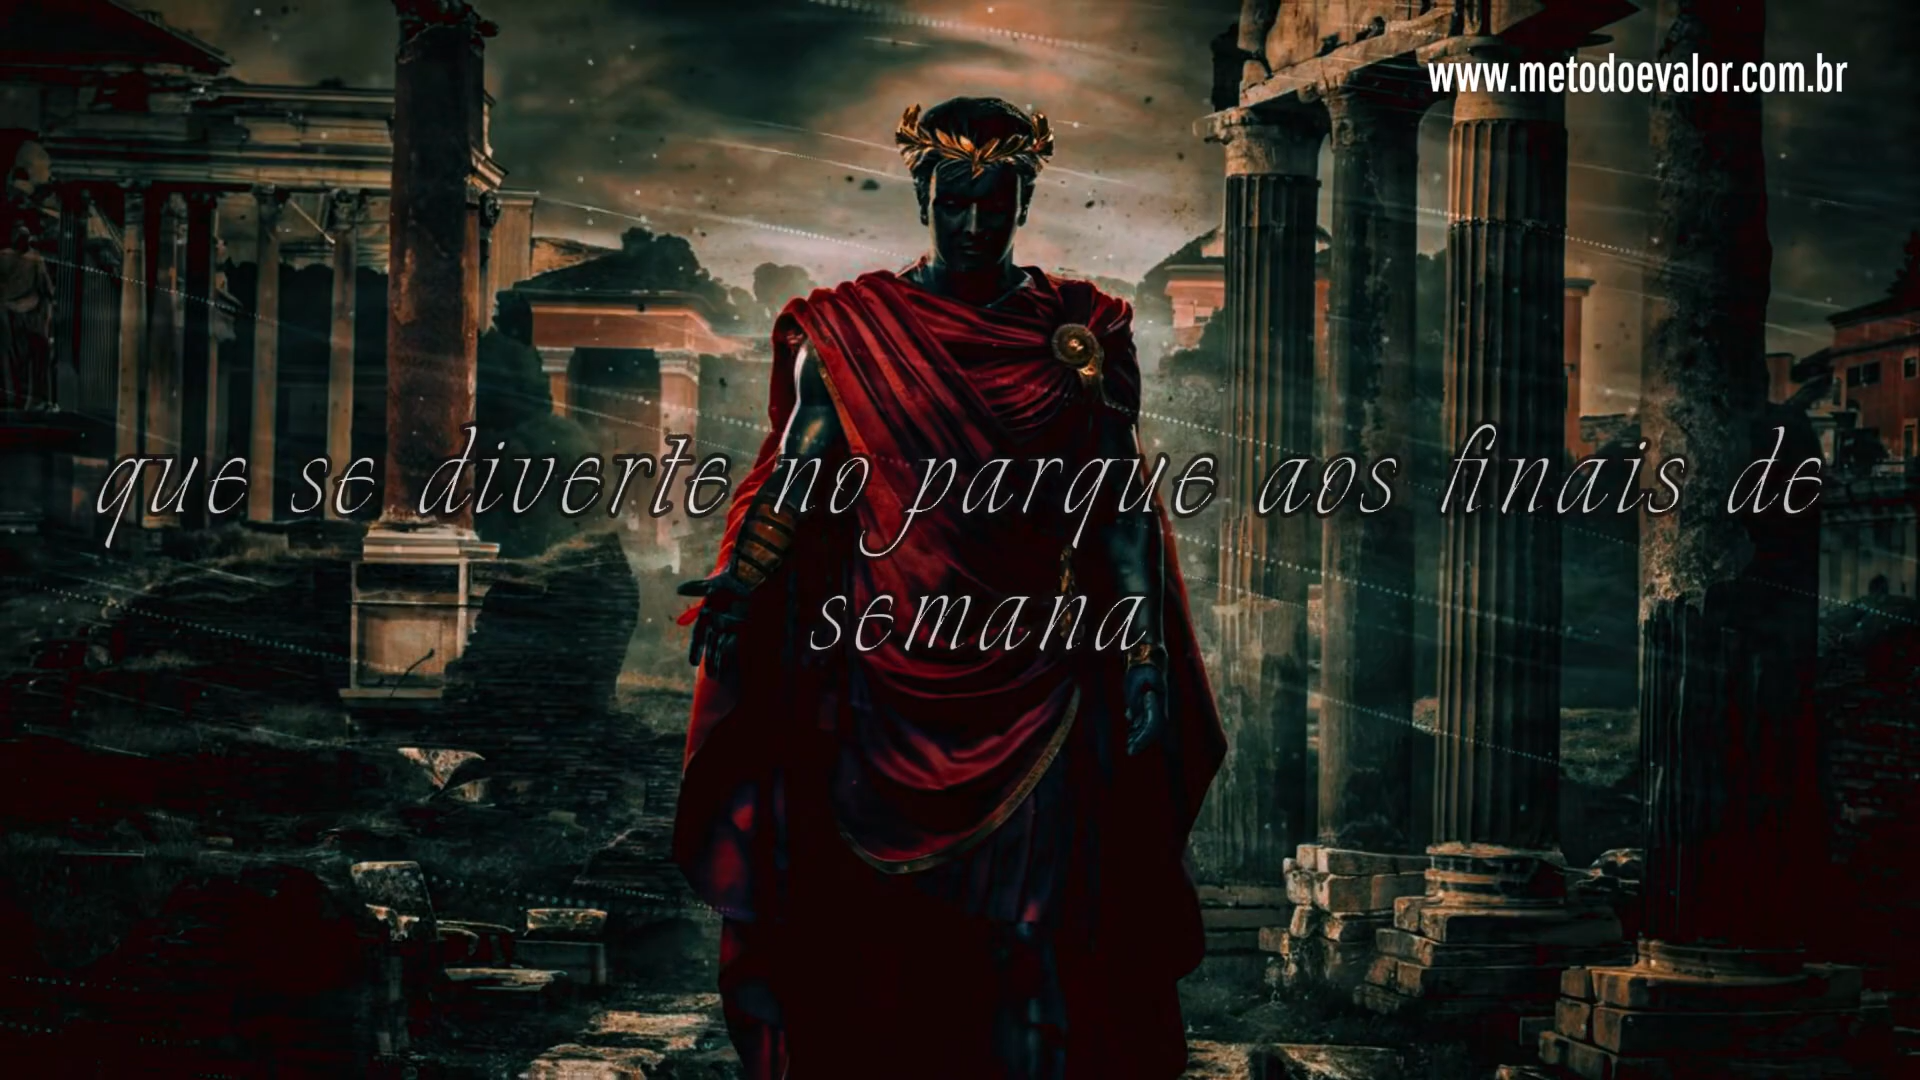 www.metodoevalor.com.br
que se diverte no parque aos finais de
semana